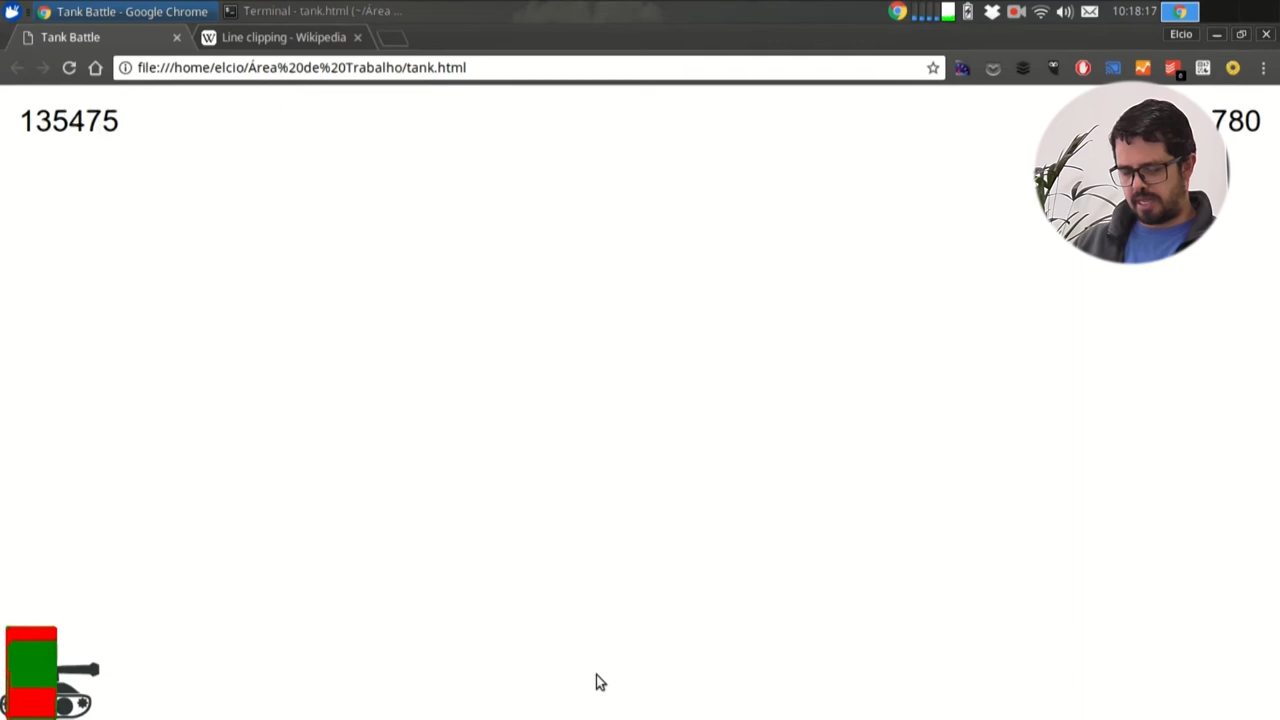 Tank Battle - Google Chrome
Terminal - tank.html (~/Área ...
10:18:17
Tank Battle
Line clipping - Wikipedia
Elcio
file:///home/elcio/Área%20de%20Trabalho/tank.html
135475
780